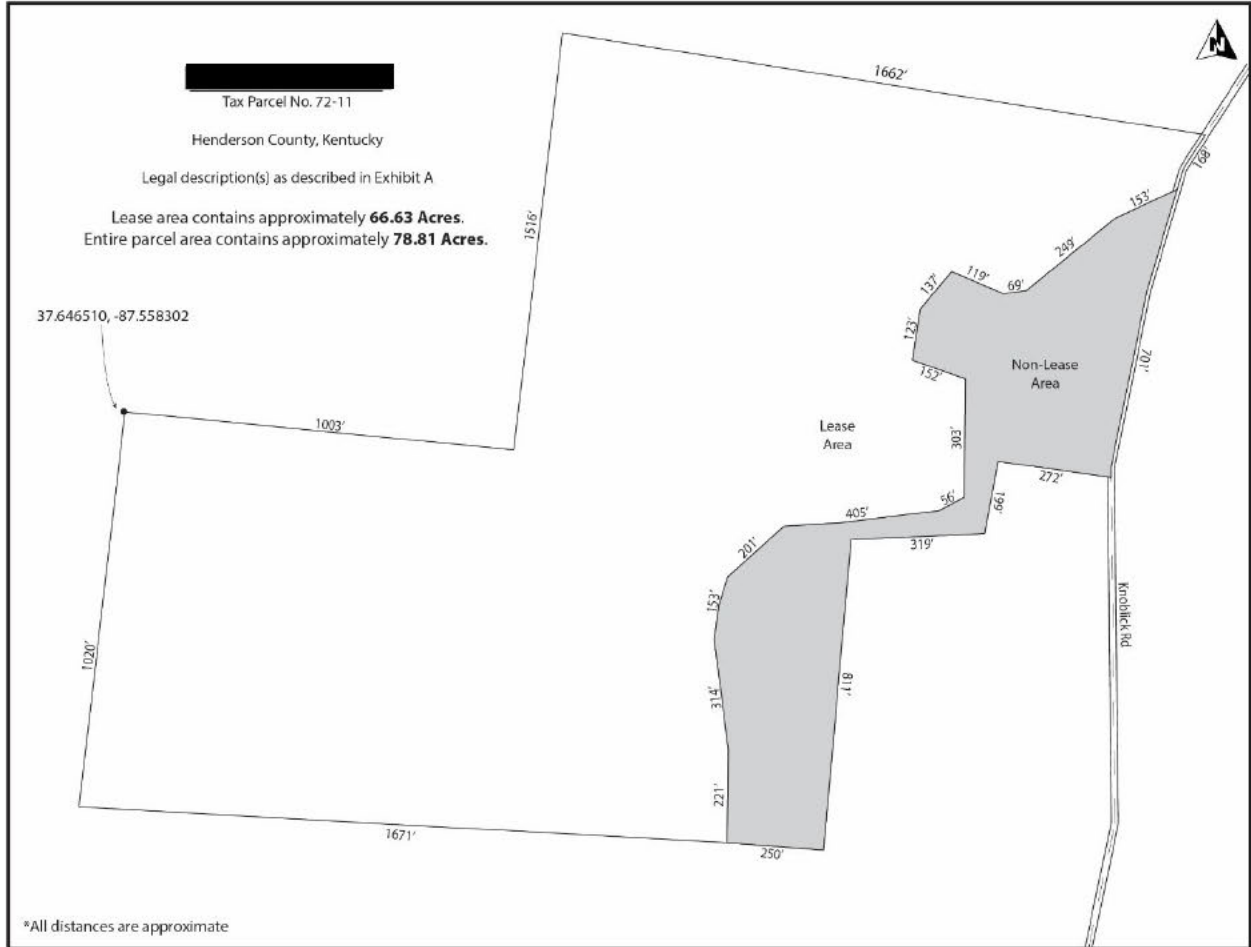 N
1662'
Tax Parcel No. 72-11
Henderson County, Kentucky
Legal description(s) as described in Exhibit A
Lease area contains approximately 66.63 Acres.
Entire parcel area contains approximately 78.81 Acres.
168'
153'
1516'
249'
137'
119'
69'
37.646510, -87.558302
123'
701'
152'
Non-Lease
Area
1003'
Lease
Area
303'
272'
56'
199'
405'
319'
201'
153'
Knoblick Rd
1020'
314'
811'
221'
1671'
250'
*All distances are approximate